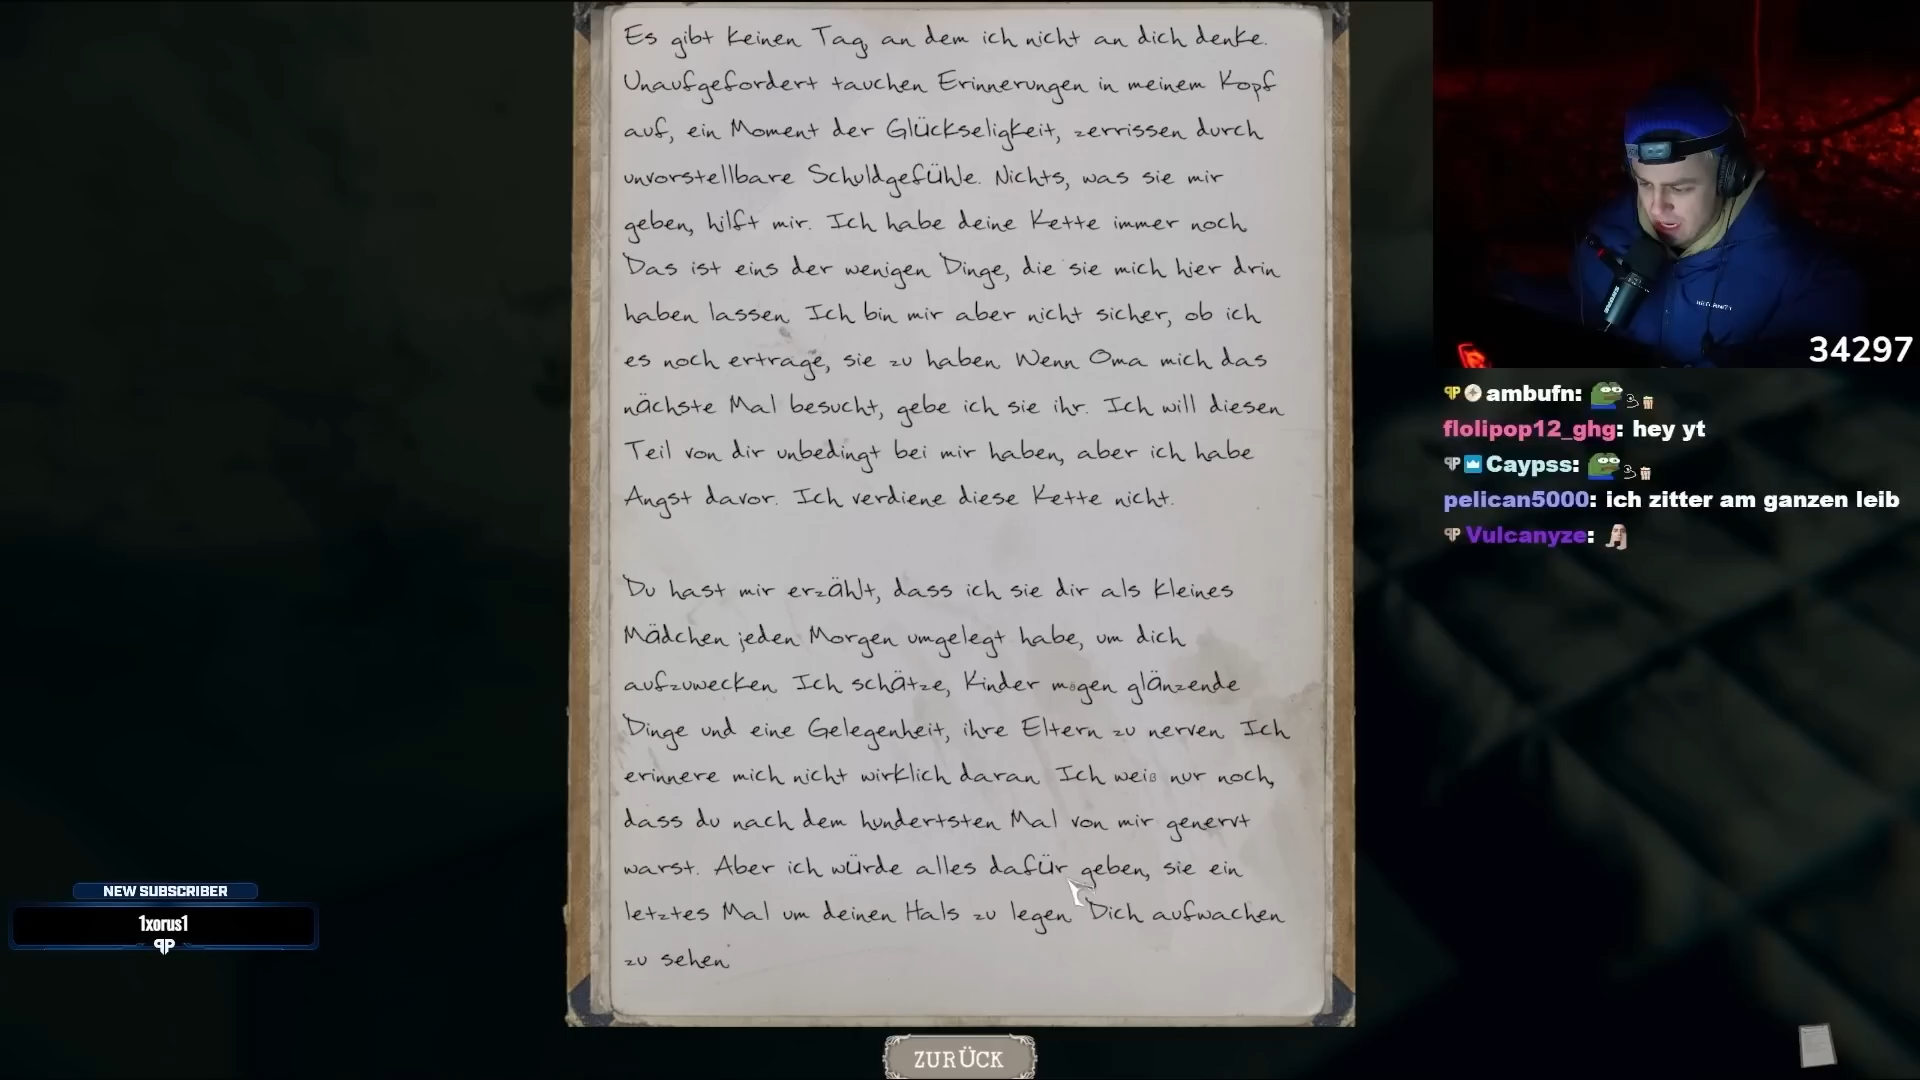 Es gibt keinen Tag, an dem ich nicht an dich denke.
Unaufgefordert tauchen Erinnerungen in meinem Kopf
auf, ein Moment der Glückseligkeit, zerrissen durch
unvorstellbare Schuldgefühle. Nichts, was sie mir
geben, hilft mir. Ich habe deine Kette immer noch.
Das ist eins der wenigen Dinge, die sie mich hier drin
haben lassen. Ich bin mir aber nicht sicher, ob ich
es noch ertrage, sie zu haben. Wenn Oma mich das
nächste Mal besucht, gebe ich sie ihr. Ich will diesen
Teil von dir unbedingt bei mir haben, aber ich habe
Angst davor. Ich verdiene diese Kette nicht.
Du hast mir erzählt, dass ich sie dir als kleines
Mädchen jeden Morgen umgelegt habe, um dich
aufzuwecken. Ich schätze, Kinder mögen glänzende
Dinge und eine Gelegenheit, ihre Eltern zu nerven. Ich
erinnere mich nicht wirklich daran. Ich weiß nur noch,
dass du nach dem hundertsten Mal von mir genervt
warst. Aber ich würde alles dafür geben, sie ein
letztes Mal um deinen Hals zu legen. Dich aufwachen
zu sehen.
ZURÜCK
34297
ambufn:
flolipop12_ghg: hey yt
Caypss:
pelican5000: ich zitter am ganzen leib
Vulcanyze:
NEW SUBSCRIBER
1xorus1